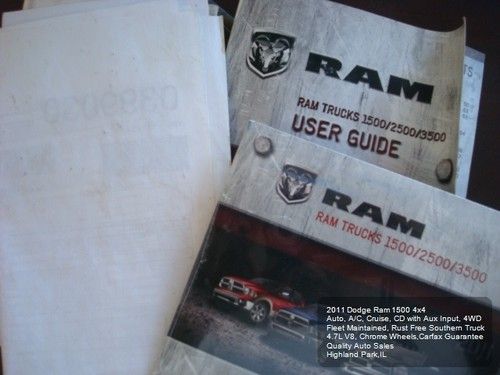 RAM
RAM TRUCKS 1500/2500/3500
USER GUIDE
RAM
RAM TRUCKS 1500/2500/3500
2011 Dodge Ram 1500 4x4
Auto, A/C, Cruise, CD with Aux Input, 4WD
Fleet Maintained, Rust Free Southern Truck
4.7L V8, Chrome Wheels,Carfax Guarantee
Quality Auto Sales
Highland Park,IL